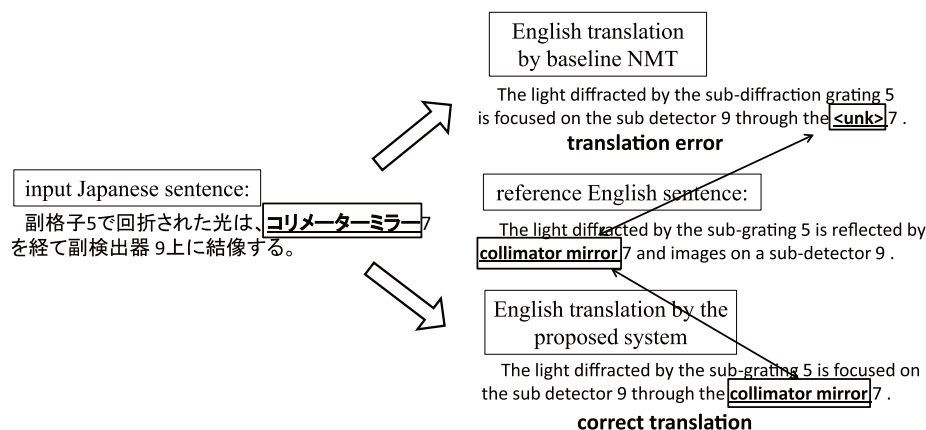 English translation
by baseline NMT
The light diffracted by the sub-diffraction grating 5
is focused on the sub detector 9 through the <unk> 7 .
translation error
input Japanese sentence:
副格子5で回折された光は、コリメーターミラー7
を経て副検出器 9上に結像する。
reference English sentence:
The light diffracted by the sub-grating 5 is reflected by
collimator mirror 7 and images on a sub-detector 9 .
English translation by the
proposed system
The light diffracted by the sub-grating 5 is focused on
the sub detector 9 through the collimator mirror 7 .
correct translation